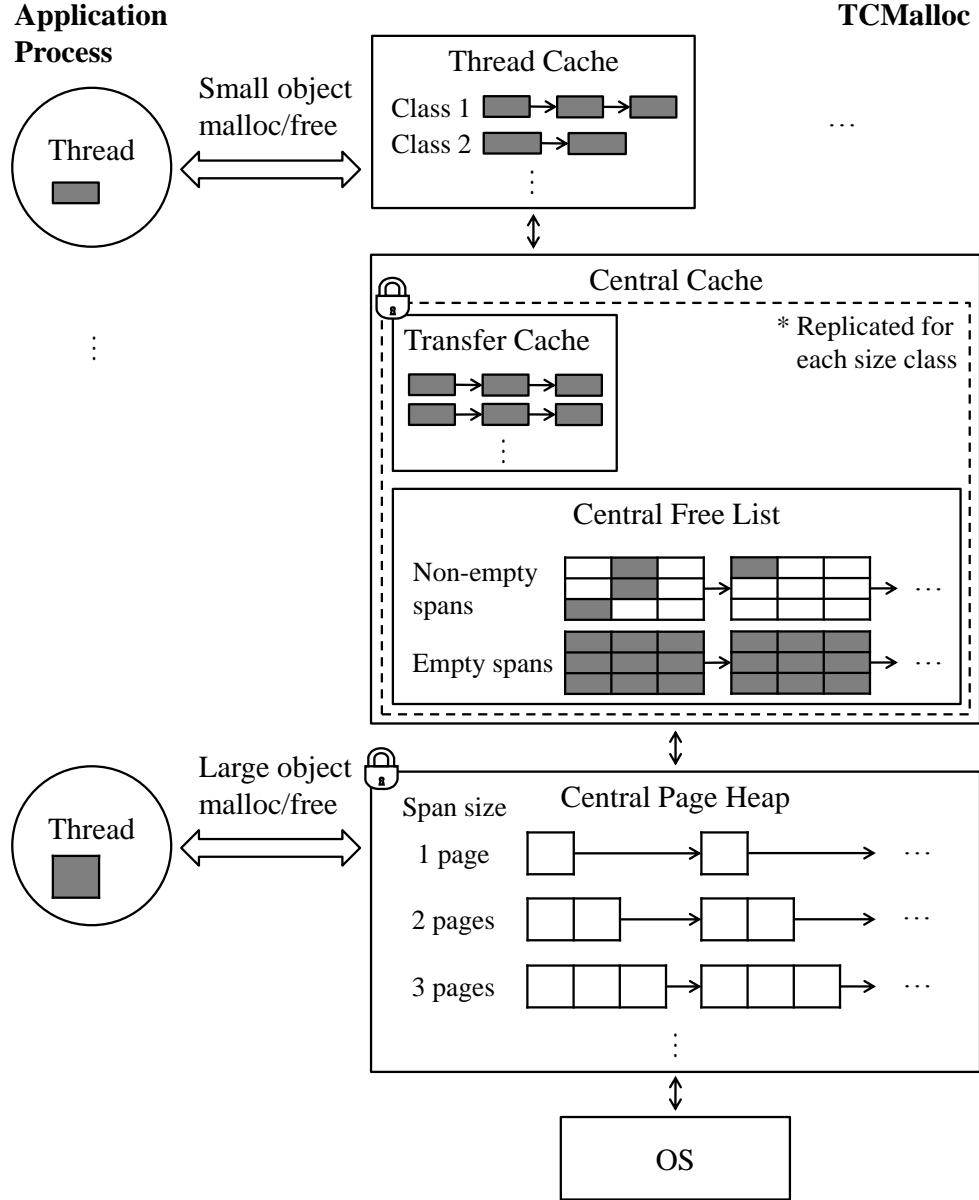 Application
Process
TCMalloc
Thread
Small object
malloc/free
Thread Cache
Class 1
Class 2
⋮
…
⋮
Central Cache
* Replicated for
each size class
Transfer Cache
⋮
Central Free List
Non-empty
spans
…
Empty spans
…
Thread
Large object
malloc/free
Central Page Heap
Span size
1 page
…
2 pages
…
3 pages
…
⋮
OS